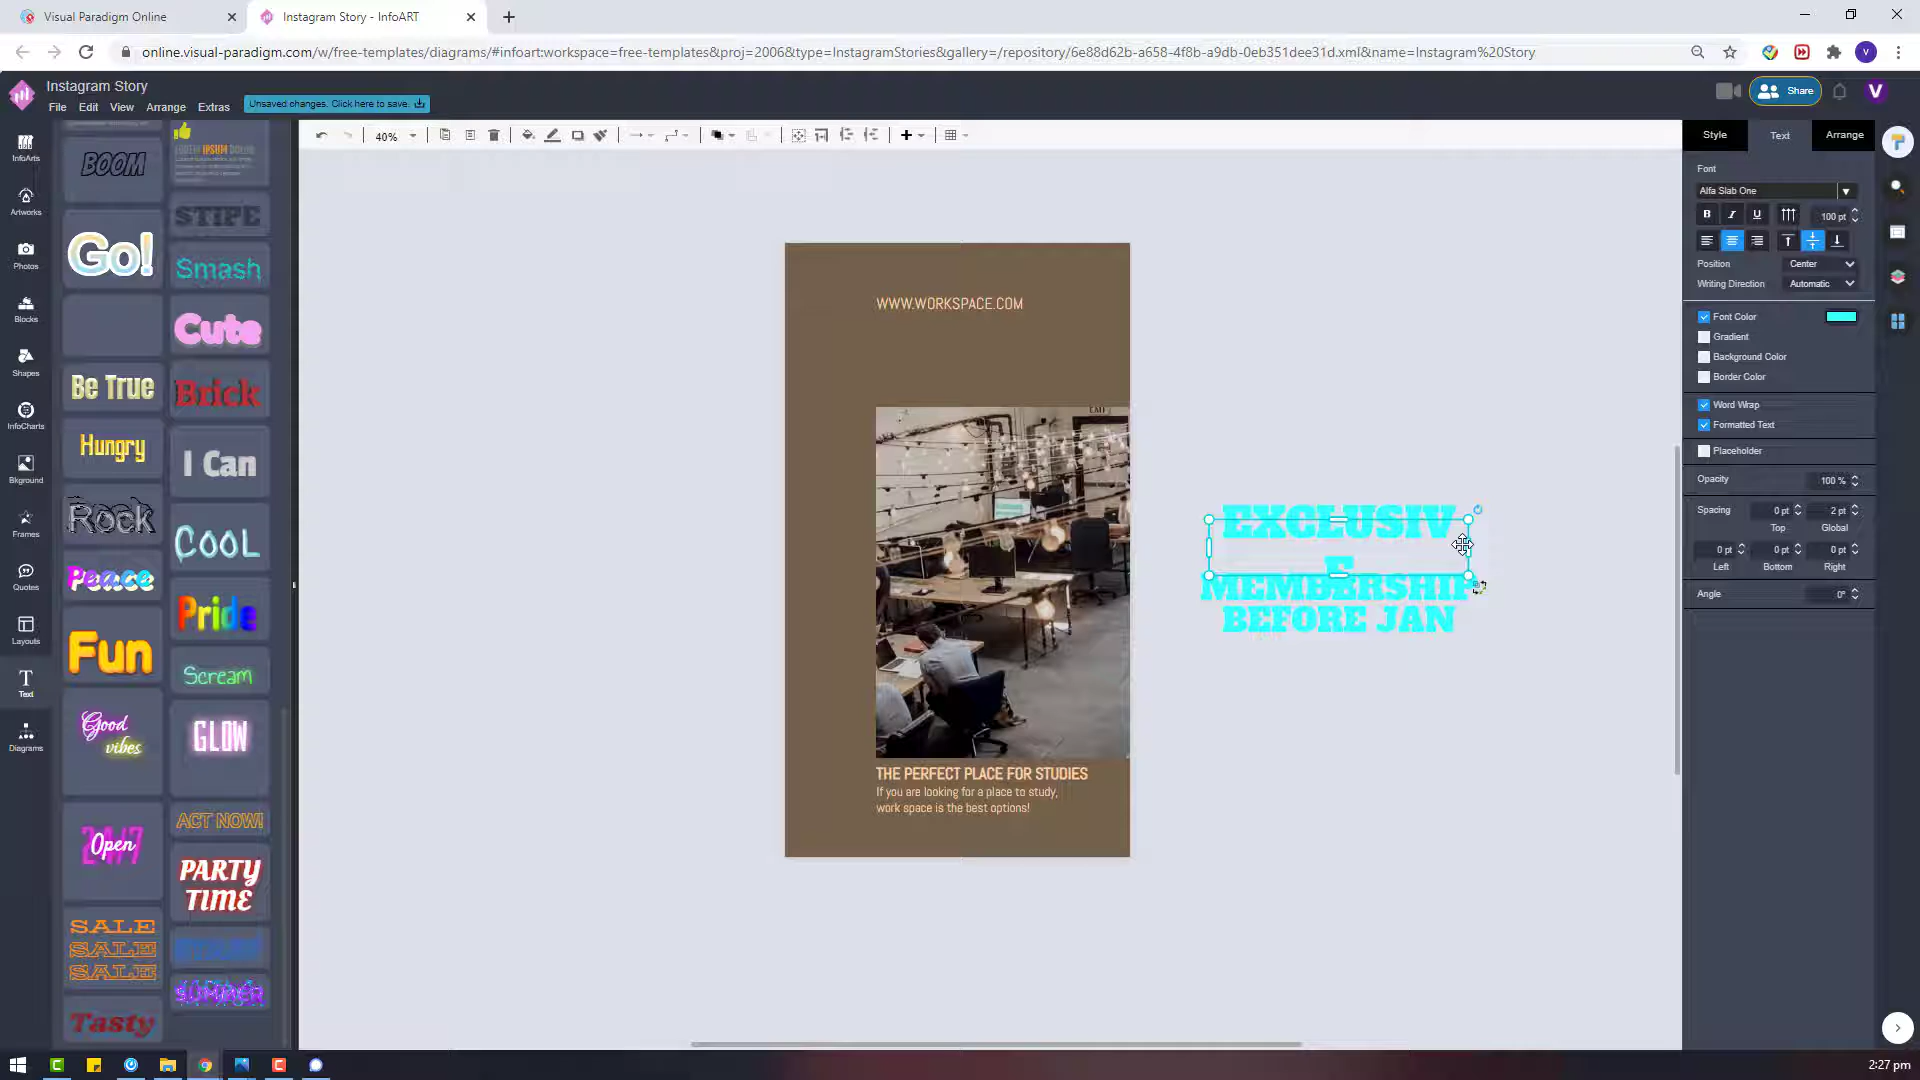 Visual Paradigm Online
Instagram Story - InfoART
online.visual-paradigm.com/w/free-templates/diagrams/#infoart:workspace=free-templates&proj=2006&type=InstagramStories&gallery=/repository/6e88d62b-a658-4f8b-a9db-0eb351dee31d.xml&name=Instagram%20Story
V
Instagram Story
File Edit View Arrange Extras
Unsaved changes. Click here to save.
Share
V
InfoArts
Artworks
Photos
Blocks
Shapes
InfoCharts
Bkground
Frames
Quotes
Layouts
Text
Diagrams
BOOM
STIPE
Go!
Smash
Cute
Be True
Brick
Hungry
I Can
Rock
COOL
Peace
Pride
Fun
Scream
Good
vibes
GLOW
24/7
Open
ACT NOW!
PARTY
TIME
SALE
SALE
SALE
SUMMER
Tasty
40%
WWW.WORKSPACE.COM
THE PERFECT PLACE FOR STUDIES
If you are looking for a place to study,
work space is the best options!
EXCLUSIV
E
MEMBERSHIP
BEFORE JAN
Style Text Arrange
Font
Alfa Slab One
B I U 100 pt
Position Center
Writing Direction Automatic
Font Color
Gradient
Background Color
Border Color
Word Wrap
Formatted Text
Placeholder
Opacity 100 %
Spacing 0 pt 2 pt
Top Global
0 pt 0 pt 0 pt
Left Bottom Right
Angle 0°
2:27 pm